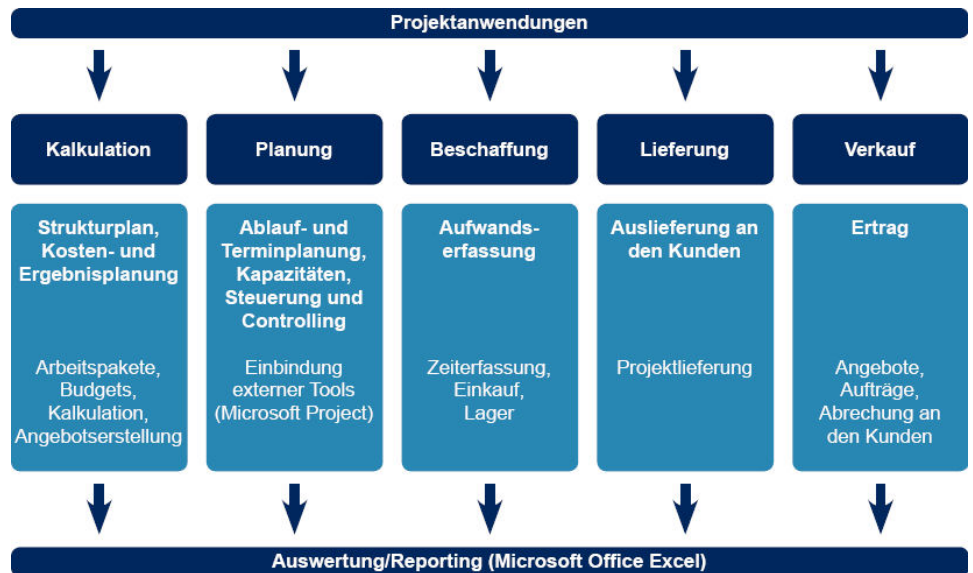 Projektanwendungen
Kalkulation
Planung
Beschaffung
Lieferung
Verkauf
Strukturplan,
Kosten- und
Ergebnisplanung
Arbeitspakete,
Budgets,
Kalkulation,
Angebotserstellung
Ablauf- und
Terminplanung,
Kapazitäten,
Steuerung und
Controlling
Einbindung
externer Tools
(Microsoft Project)
Aufwands-
erfassung
Zeiterfassung,
Einkauf,
Lager
Auslieferung an
den Kunden
Projektlieferung
Ertrag
Angebote,
Aufträge,
Abrechung an
den Kunden
Auswertung/Reporting (Microsoft Office Excel)